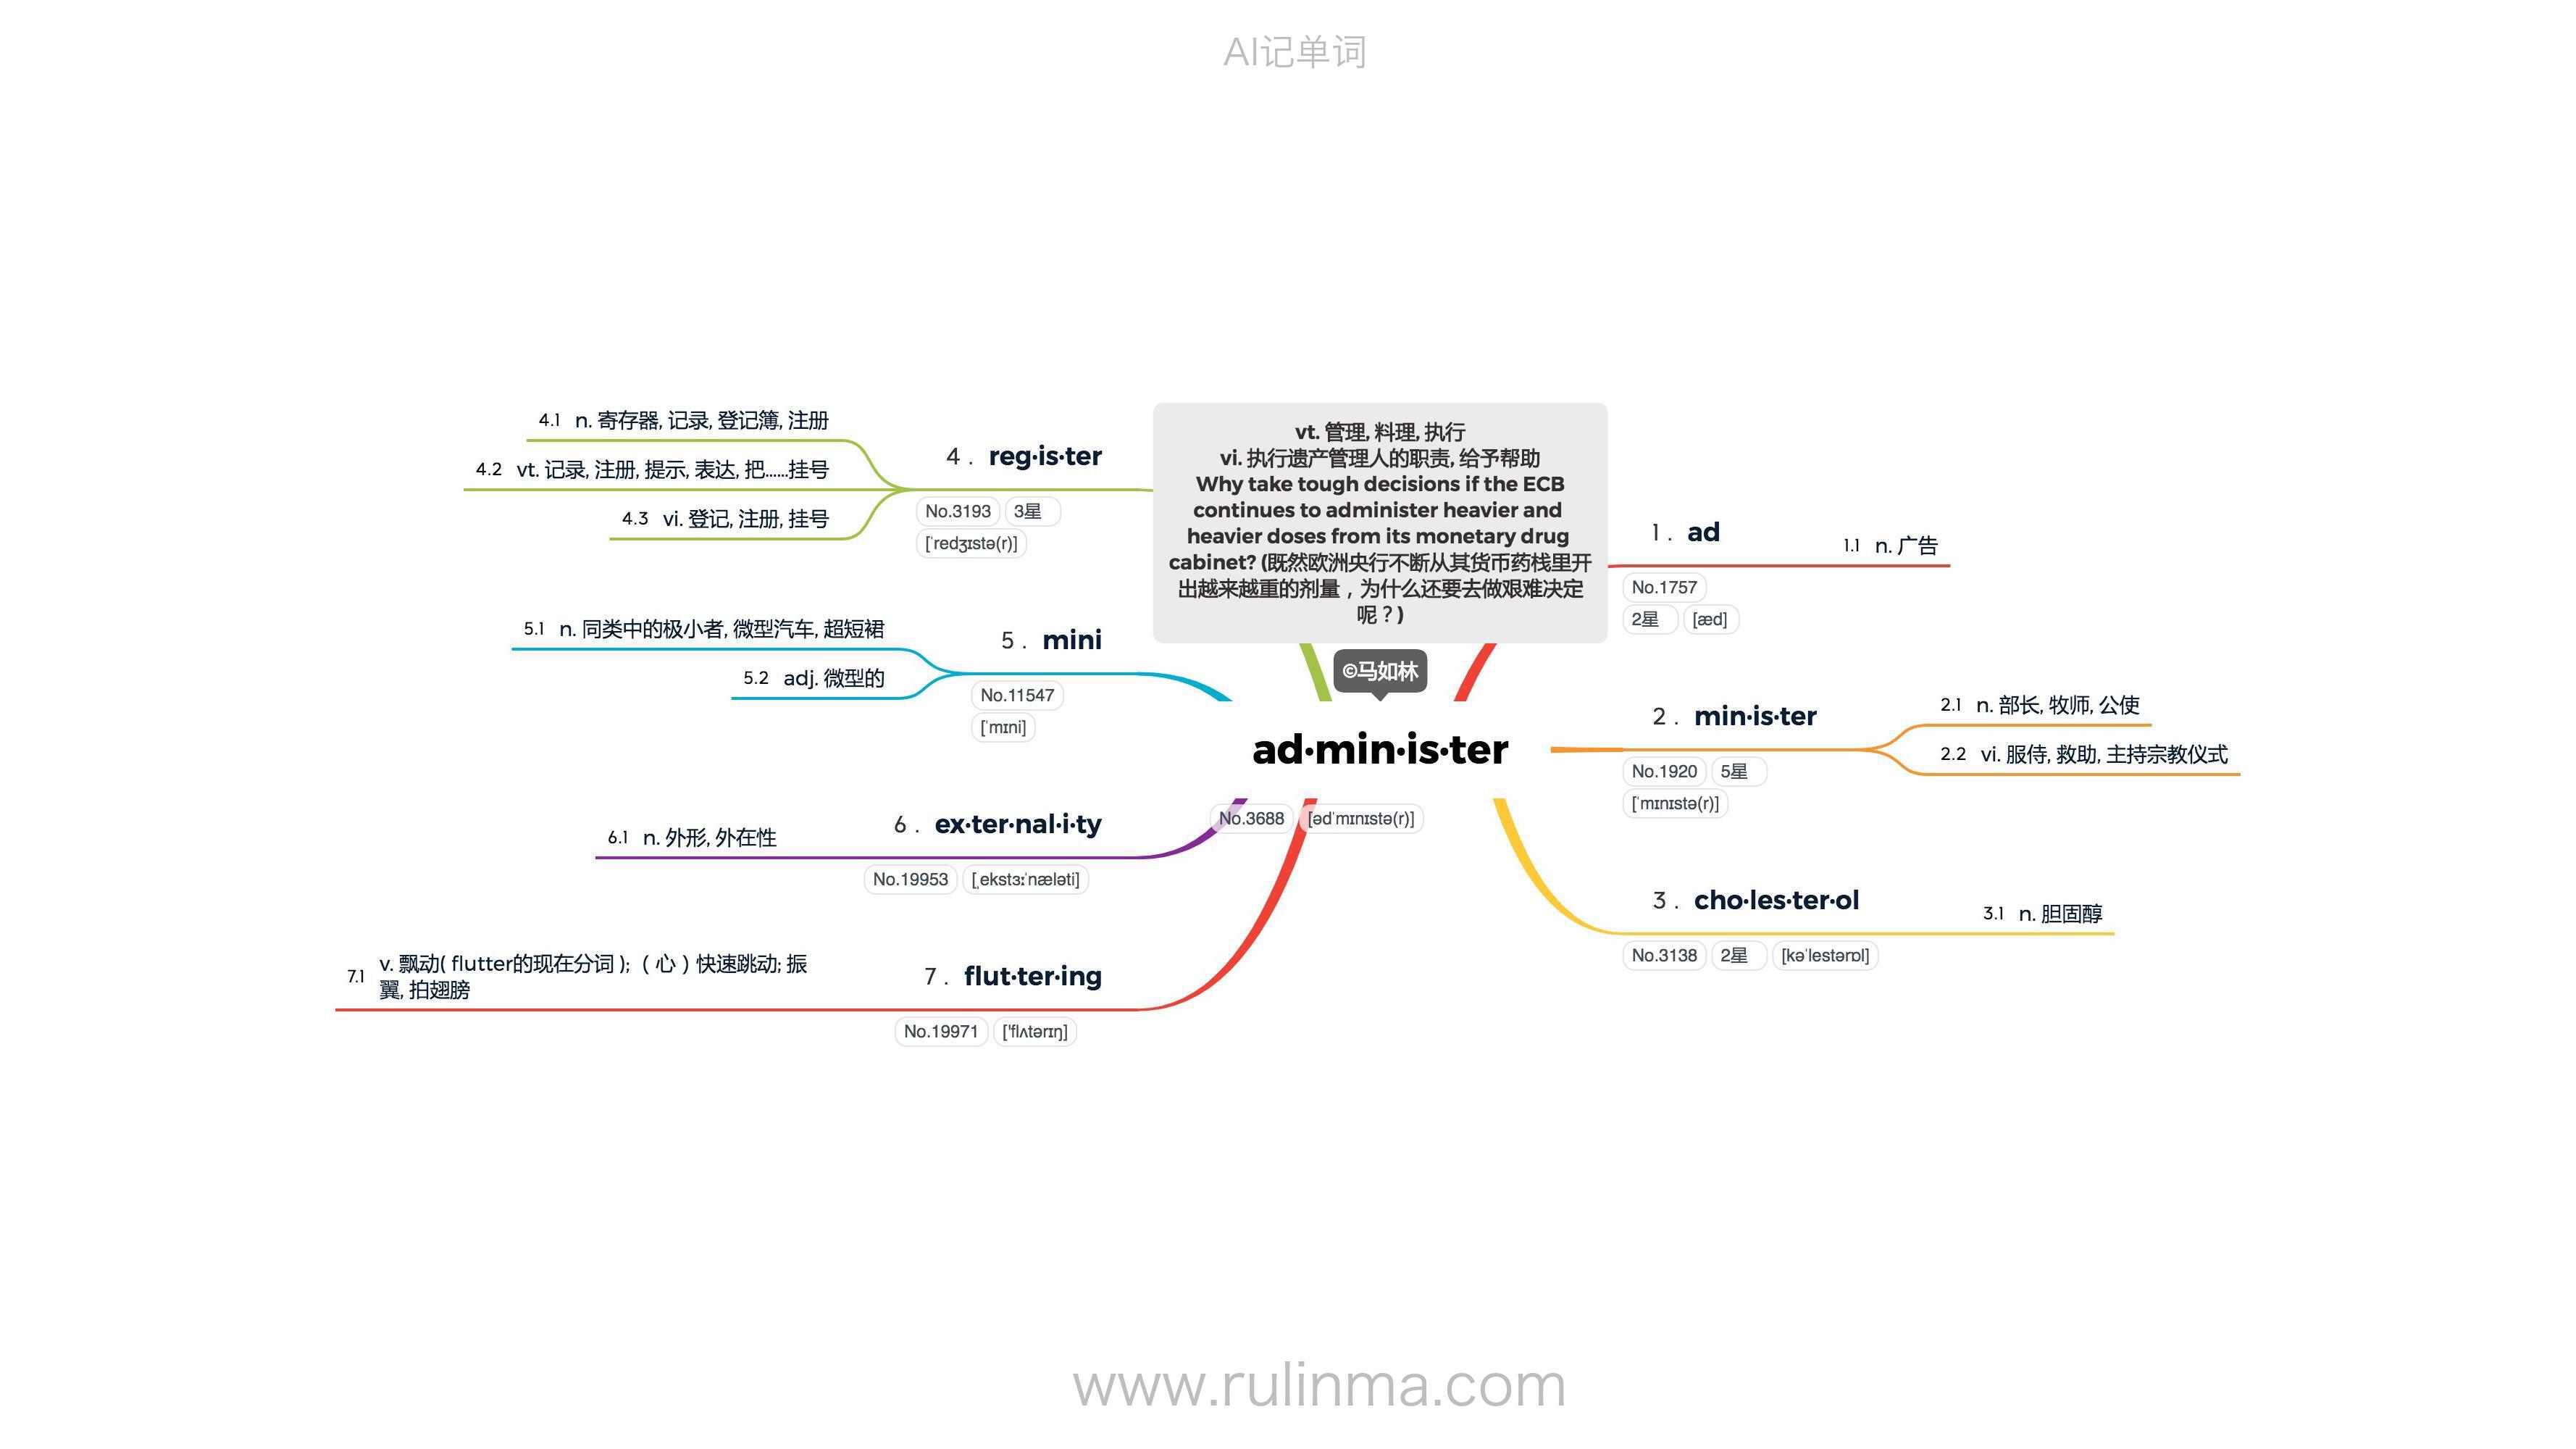 AI记单词
vt. 管理, 料理, 执行
vi. 执行遗产管理人的职责, 给予帮助
Why take tough decisions if the ECB
continues to administer heavier and
heavier doses from its monetary drug
cabinet? (既然欧洲央行不断从其货币药栈里开
出越来越重的剂量，为什么还要去做艰难决定
呢？)
©马如林
ad·min·is·ter
No.3688 [ədˈmɪnɪstə(r)]
1. ad
No.1757
2星 [æd]
1.1 n. 广告
2. min·is·ter
No.1920 5星
[ˈmɪnɪstə(r)]
2.1 n. 部长, 牧师, 公使
2.2 vi. 服侍, 救助, 主持宗教仪式
3. cho·les·ter·ol
No.3138 2星 [kəˈlestərɒl]
3.1 n. 胆固醇
4. reg·is·ter
No.3193 3星
[ˈredʒɪstə(r)]
4.1 n. 寄存器, 记录, 登记簿, 注册
4.2 vt. 记录, 注册, 提示, 表达, 把......挂号
4.3 vi. 登记, 注册, 挂号
5. mini
No.11547
[ˈmɪni]
5.1 n. 同类中的极小者, 微型汽车, 超短裙
5.2 adj. 微型的
6. ex·ter·nal·i·ty
No.19953 [ˌekstɜːˈnæləti]
6.1 n. 外形, 外在性
7. flut·ter·ing
No.19971 ['flʌtərɪŋ]
7.1 v. 飘动( flutter的现在分词 );（心）快速跳动; 振
翼, 拍翅膀
www.rulinma.com